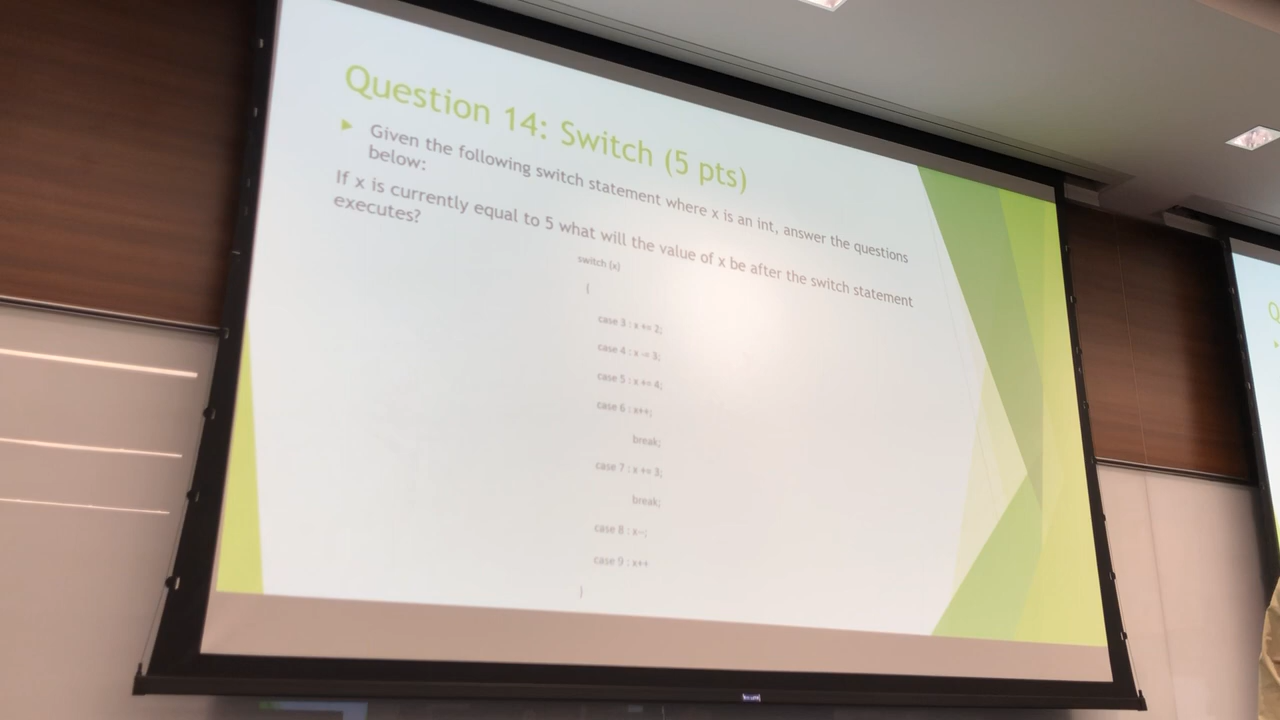 Question 14: Switch (5 pts)
Given the following switch statement where x is an int, answer the questions
below:
If x is currently equal to 5 what will the value of x be after the switch statement
executes?
switch (x)
{
case 3 : x += 2;
case 4 : x -= 3;
case 5 : x += 4;
case 6 : x++;
break;
case 7 : x += 3;
break;
case 8 : x--;
case 9 : x++
}